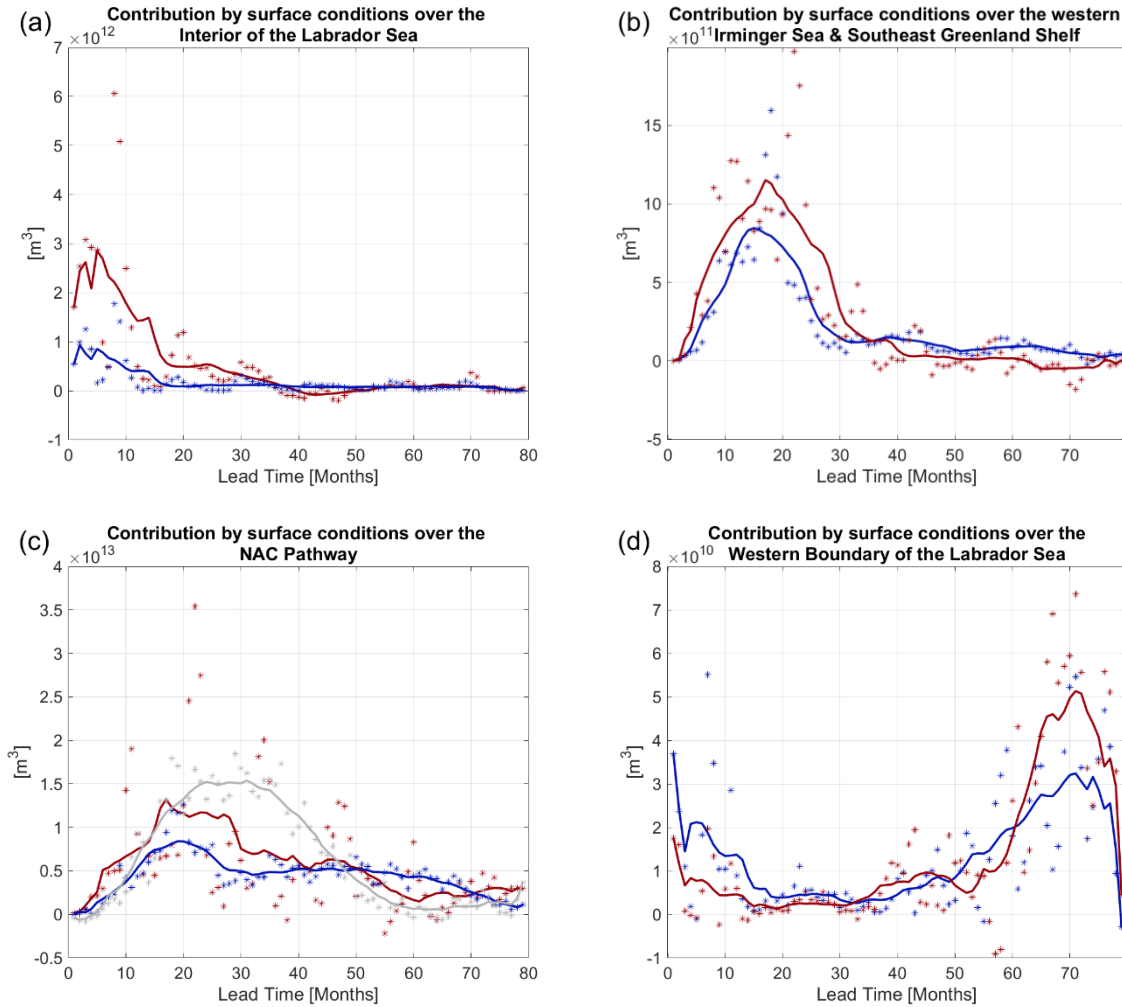 (a)
Contribution by surface conditions over the
Interior of the Labrador Sea
×10^12
7
6
5
4
3
2
1
0
-1
[m^3]
0 10 20 30 40 50 60 70 80
Lead Time [Months]
(b)
Contribution by surface conditions over the western
Irminger Sea & Southeast Greenland Shelf
×10^11
15
10
5
0
-5
[m^3]
0 10 20 30 40 50 60 70
Lead Time [Months]
(c)
Contribution by surface conditions over the
NAC Pathway
×10^13
4
3.5
3
2.5
2
1.5
1
0.5
0
-0.5
[m^3]
0 10 20 30 40 50 60 70 80
Lead Time [Months]
(d)
Contribution by surface conditions over the
Western Boundary of the Labrador Sea
×10^10
8
7
6
5
4
3
2
1
0
-1
[m^3]
0 10 20 30 40 50 60 70
Lead Time [Months]